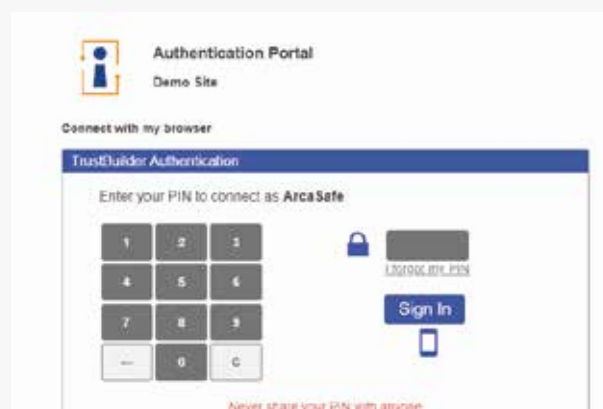 Authentication Portal
Demo Site
Connect with my browser
TrustBuilder Authentication
Enter your PIN to connect as ArcaSafe
1 2 3
4 5 6
I forgot my PIN
Sign In
7 8 9
← 0 C
Never share your PIN with anyone